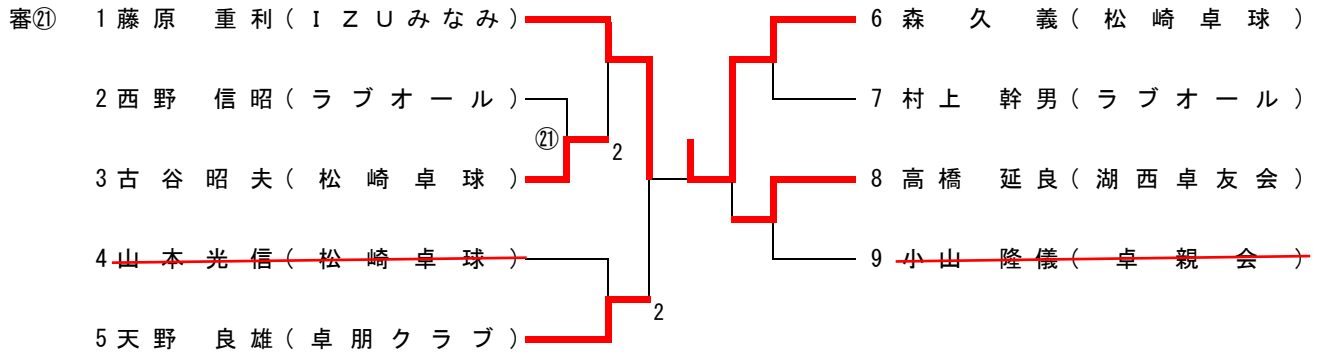 審㉑ 1 藤原 重利(ＩＺＵみなみ)
2 西野 信昭(ラブオール)
㉑
2
3 古谷昭夫(松崎卓球)
4 山本光信(松崎卓球)
2
5 天野 良雄(卓朋クラブ)
6 森 久義(松崎卓球)
7 村上 幹男(ラブオール)
8 高橋 延良(湖西卓友会)
9 小山 隆儀(卓親会)